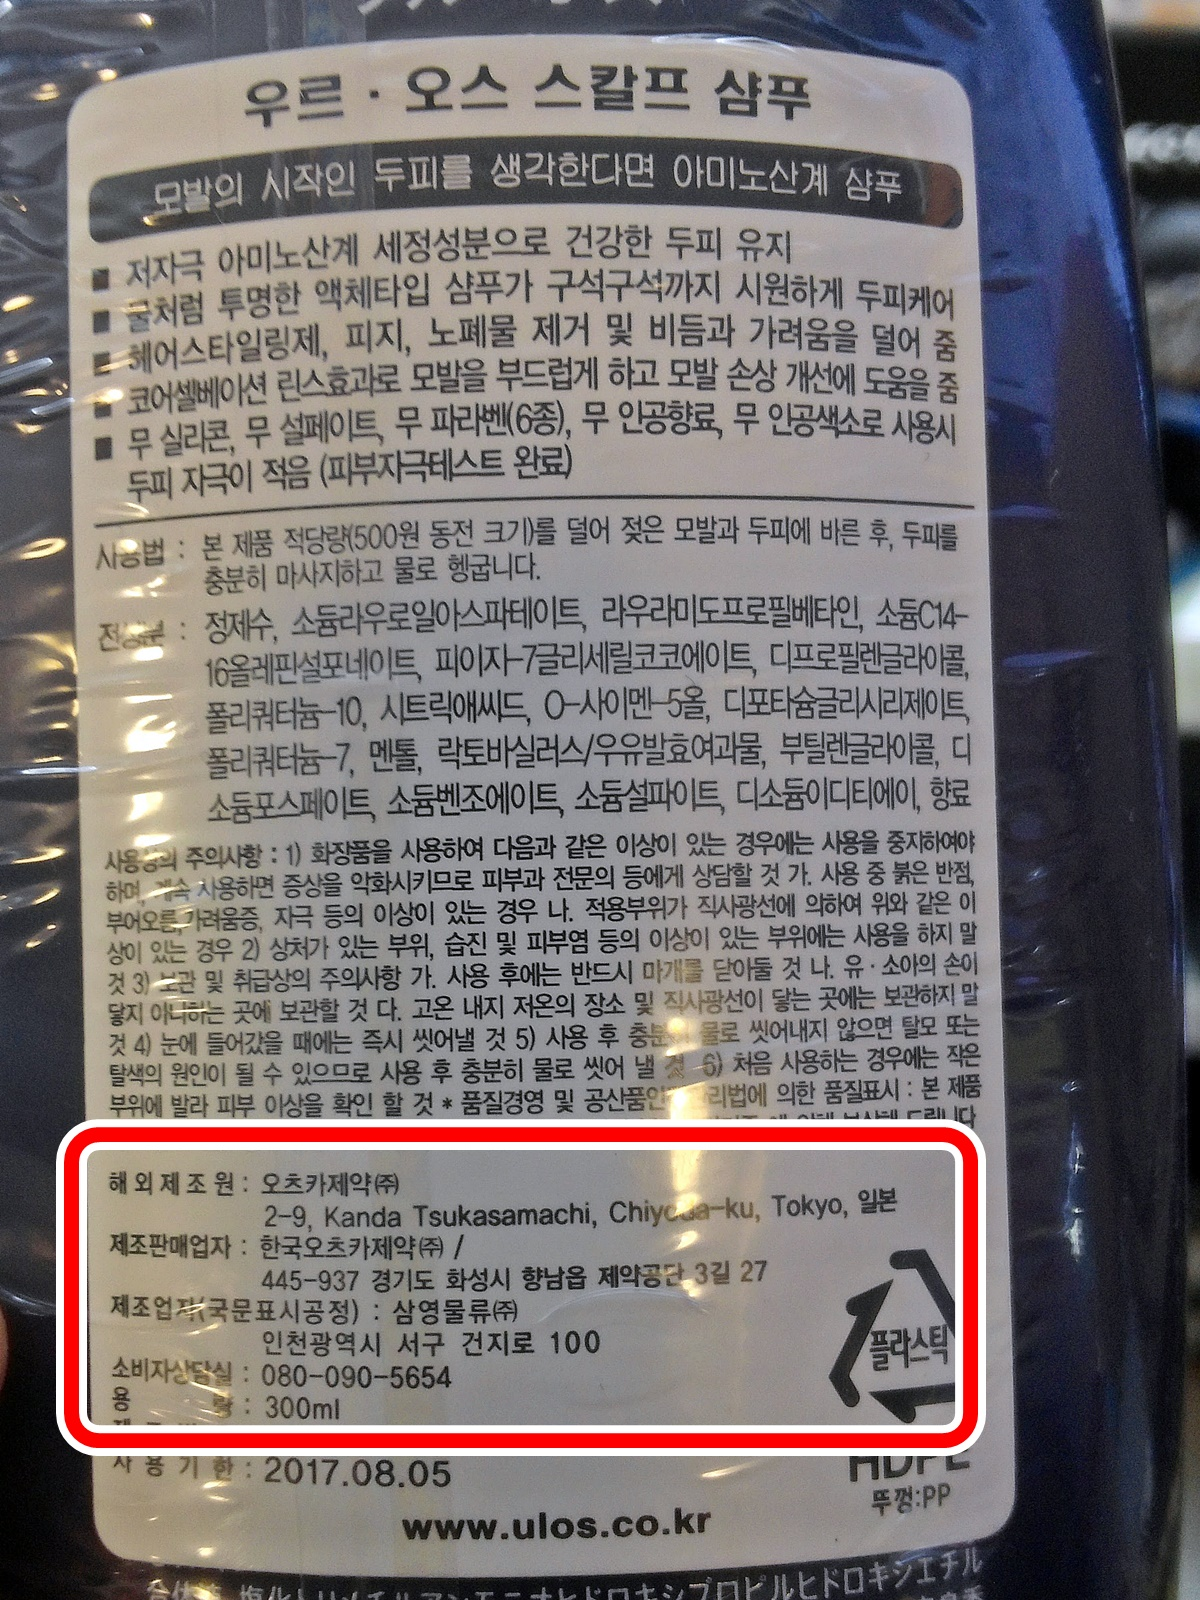 우르 · 오스 스칼프 샴푸
모발의 시작인 두피를 생각한다면 아미노산계 샴푸
■ 저자극 아미노산계 세정성분으로 건강한 두피 유지
■ 물처럼 투명한 액체타입 샴푸가 구석구석까지 시원하게 두피케어
■ 헤어스타일링제, 피지, 노폐물 제거 및 비듬과 가려움을 덜어 줌
■ 코어셀베이션 린스효과로 모발을 부드럽게 하고 모발 손상 개선에 도움을 줌
■ 무 실리콘, 무 설페이트, 무 파라벤(6종), 무 인공향료, 무 인공색소로 사용시
두피 자극이 적음 (피부자극테스트 완료)
사용법 : 본 제품 적당량(500원 동전 크기)를 덜어 젖은 모발과 두피에 바른 후, 두피를
충분히 마사지하고 물로 헹굽니다.
전성분 : 정제수, 소듐라우로일아스파테이트, 라우라미도프로필베타인, 소듐C14-
16올레핀설포네이트, 피이지-7글리세릴코코에이트, 디프로필렌글라이콜,
폴리쿼터늄-10, 시트릭애씨드, O-사이멘-5올, 디포타슘글리시리제이트,
폴리쿼터늄-7, 멘톨, 락토바실러스/우유발효여과물, 부틸렌글라이콜, 디
소듐포스페이트, 소듐벤조에이트, 소듐설파이트, 디소듐이디티에이, 향료
사용상의 주의사항 : 1) 화장품을 사용하여 다음과 같은 이상이 있는 경우에는 사용을 중지하여야
하며, 계속 사용하면 증상을 악화시키므로 피부과 전문의 등에게 상담할 것 가. 사용 중 붉은 반점,
부어오름,가려움증, 자극 등의 이상이 있는 경우 나. 적용부위가 직사광선에 의하여 위와 같은 이
상이 있는 경우 2) 상처가 있는 부위, 습진 및 피부염 등의 이상이 있는 부위에는 사용을 하지 말
것 3) 보관 및 취급상의 주의사항 가. 사용 후에는 반드시 마개를 닫아둘 것 나. 유·소아의 손이
닿지 아니하는 곳에 보관할 것 다. 고온 내지 저온의 장소 및 직사광선이 닿는 곳에는 보관하지 말
것 4) 눈에 들어갔을 때에는 즉시 씻어낼 것 5) 사용 후 충분히 물로 씻어내지 않으면 탈모 또는
탈색의 원인이 될 수 있으므로 사용 후 충분히 물로 씻어 낼 것 6) 처음 사용하는 경우에는 작은
부위에 발라 피부 이상을 확인 할 것 * 품질경영 및 의한 품질표시 : 본 제품
해외제조원 : 오츠카제약㈜
2-9, Kanda Tsukasamachi, Chiyoda-ku, Tokyo, 일본
제조판매업자 : 한국오츠카제약㈜ /
445-937 경기도 화성시 향남읍 제약공단 3길 27
제조업자(국문표시공정) : 삼영물류㈜
인천광역시 서구 건지로 100
소비자상담실 : 080-090-5654
용 량 : 300ml
플라스틱
사용기한 : 2017.08.05
HDPE
뚜껑:PP
www.ulos.co.kr
ヒドロキシプロピルヒドロキシエチル